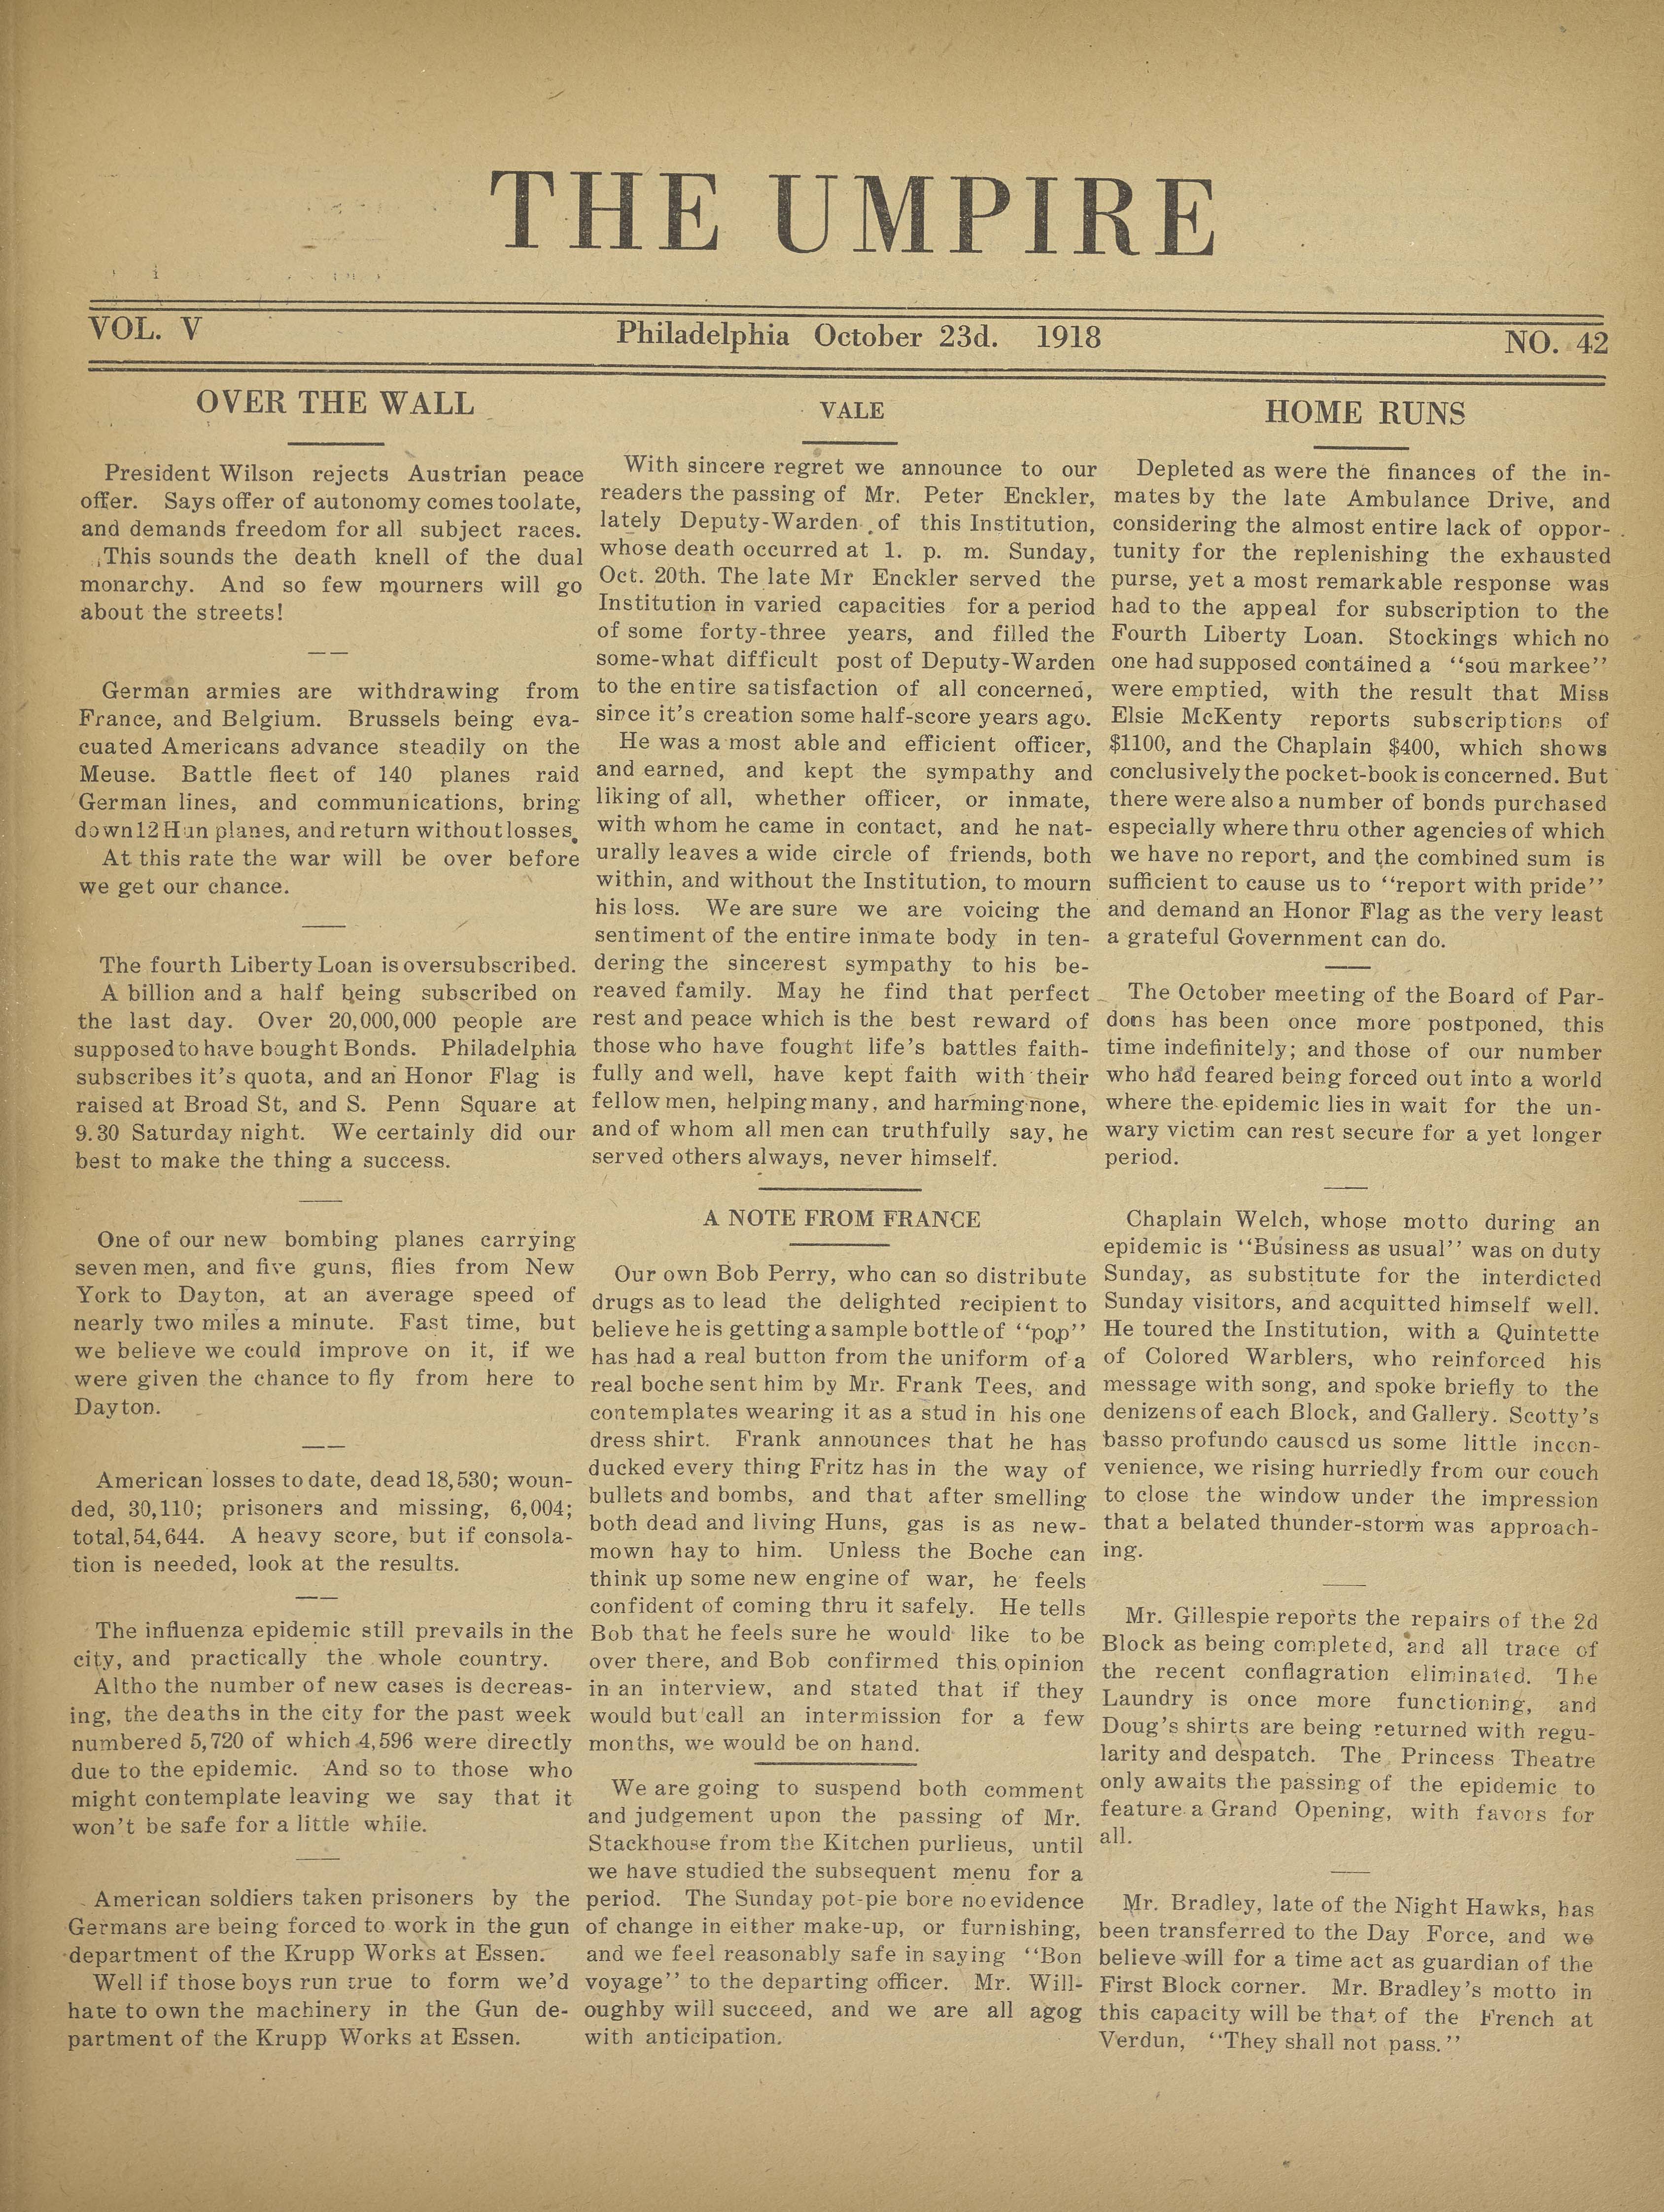 THE UMPIRE
VOL. V
Philadelphia October 23d. 1918
NO. 42
OVER THE WALL
President Wilson rejects Austrian peace
offer. Says offer of autonomy comes too late,
and demands freedom for all subject races.
This sounds the death knell of the dual
monarchy. And so few mourners will go
about the streets!
German armies are withdrawing from
France, and Belgium. Brussels being eva-
cuated Americans advance steadily on the
Meuse. Battle fleet of 140 planes raid
German lines, and communications, bring
down 12 Hun planes, and return without losses.
At this rate the war will be over before
we get our chance.
The fourth Liberty Loan is oversubscribed.
A billion and a half being subscribed on
the last day. Over 20,000,000 people are
supposed to have bought Bonds. Philadelphia
subscribes it's quota, and an Honor Flag is
raised at Broad St, and S. Penn Square at
9.30 Saturday night. We certainly did our
best to make the thing a success.
One of our new bombing planes carrying
seven men, and five guns, flies from New
York to Dayton, at an average speed of
nearly two miles a minute. Fast time, but
we believe we could improve on it, if we
were given the chance to fly from here to
Dayton.
American losses to date, dead 18,530; woun-
ded, 30,110; prisoners and missing, 6,004;
total, 54,644. A heavy score, but if consola-
tion is needed, look at the results.
The influenza epidemic still prevails in the
city, and practically the whole country.
Altho the number of new cases is decreas-
ing, the deaths in the city for the past week
numbered 5,720 of which 4,596 were directly
due to the epidemic. And so to those who
might contemplate leaving we say that it
won't be safe for a little while.
American soldiers taken prisoners by the
Germans are being forced to work in the gun
department of the Krupp Works at Essen.
Well if those boys run true to form we'd
hate to own the machinery in the Gun de-
partment of the Krupp Works at Essen.
VALE
With sincere regret we announce to our
readers the passing of Mr. Peter Enckler,
lately Deputy-Warden of this Institution,
whose death occurred at 1. p. m. Sunday,
Oct. 20th. The late Mr Enckler served the
Institution in varied capacities for a period
of some forty-three years, and filled the
some-what difficult post of Deputy-Warden
to the entire satisfaction of all concerned,
since it's creation some half-score years ago.
He was a most able and efficient officer,
and earned, and kept the sympathy and
liking of all, whether officer, or inmate,
with whom he came in contact, and he nat-
urally leaves a wide circle of friends, both
within, and without the Institution, to mourn
his loss. We are sure we are voicing the
sentiment of the entire inmate body in ten-
dering the sincerest sympathy to his be-
reaved family. May he find that perfect
rest and peace which is the best reward of
those who have fought life's battles faith-
fully and well, have kept faith with their
fellow men, helping many, and harming none,
and of whom all men can truthfully say, he
served others always, never himself.
A NOTE FROM FRANCE
Our own Bob Perry, who can so distribute
drugs as to lead the delighted recipient to
believe he is getting a sample bottle of "pop"
has had a real button from the uniform of a
real boche sent him by Mr. Frank Tees, and
contemplates wearing it as a stud in his one
dress shirt. Frank announces that he has
ducked every thing Fritz has in the way of
bullets and bombs, and that after smelling
both dead and living Huns, gas is as new-
mown hay to him. Unless the Boche can
think up some new engine of war, he feels
confident of coming thru it safely. He tells
Bob that he feels sure he would like to be
over there, and Bob confirmed this opinion
in an interview, and stated that if they
would but call an intermission for a few
months, we would be on hand.
We are going to suspend both comment
and judgement upon the passing of Mr.
Stackhouse from the Kitchen purlieus, until
we have studied the subsequent menu for a
period. The Sunday pot-pie bore no evidence
of change in either make-up, or furnishing,
and we feel reasonably safe in saying "Bon
voyage" to the departing officer. Mr. Will-
oughby will succeed, and we are all agog
with anticipation.
HOME RUNS
Depleted as were the finances of the in-
mates by the late Ambulance Drive, and
considering the almost entire lack of oppor-
tunity for the replenishing the exhausted
purse, yet a most remarkable response was
had to the appeal for subscription to the
Fourth Liberty Loan. Stockings which no
one had supposed contained a "sou markee"
were emptied, with the result that Miss
Elsie McKenty reports subscriptions of
$1100, and the Chaplain $400, which shows
conclusively the pocket-book is concerned. But
there were also a number of bonds purchased
especially where thru other agencies of which
we have no report, and the combined sum is
sufficient to cause us to "report with pride"
and demand an Honor Flag as the very least
a grateful Government can do.
The October meeting of the Board of Par-
dons has been once more postponed, this
time indefinitely; and those of our number
who had feared being forced out into a world
where the epidemic lies in wait for the un-
wary victim can rest secure for a yet longer
period.
Chaplain Welch, whose motto during an
epidemic is "Business as usual" was on duty
Sunday, as substitute for the interdicted
Sunday visitors, and acquitted himself well.
He toured the Institution, with a Quintette
of Colored Warblers, who reinforced his
message with song, and spoke briefly to the
denizens of each Block, and Gallery. Scotty's
basso profundo caused us some little incon-
venience, we rising hurriedly from our couch
to close the window under the impression
that a belated thunder-storm was approach-
ing.
Mr. Gillespie reports the repairs of the 2d
Block as being completed, and all trace of
the recent conflagration eliminated. The
Laundry is once more functioning, and
Doug's shirts are being returned with regu-
larity and despatch. The Princess Theatre
only awaits the passing of the epidemic to
feature a Grand Opening, with favors for
all.
Mr. Bradley, late of the Night Hawks, has
been transferred to the Day Force, and we
believe will for a time act as guardian of the
First Block corner. Mr. Bradley's motto in
this capacity will be that of the French at
Verdun, "They shall not pass."